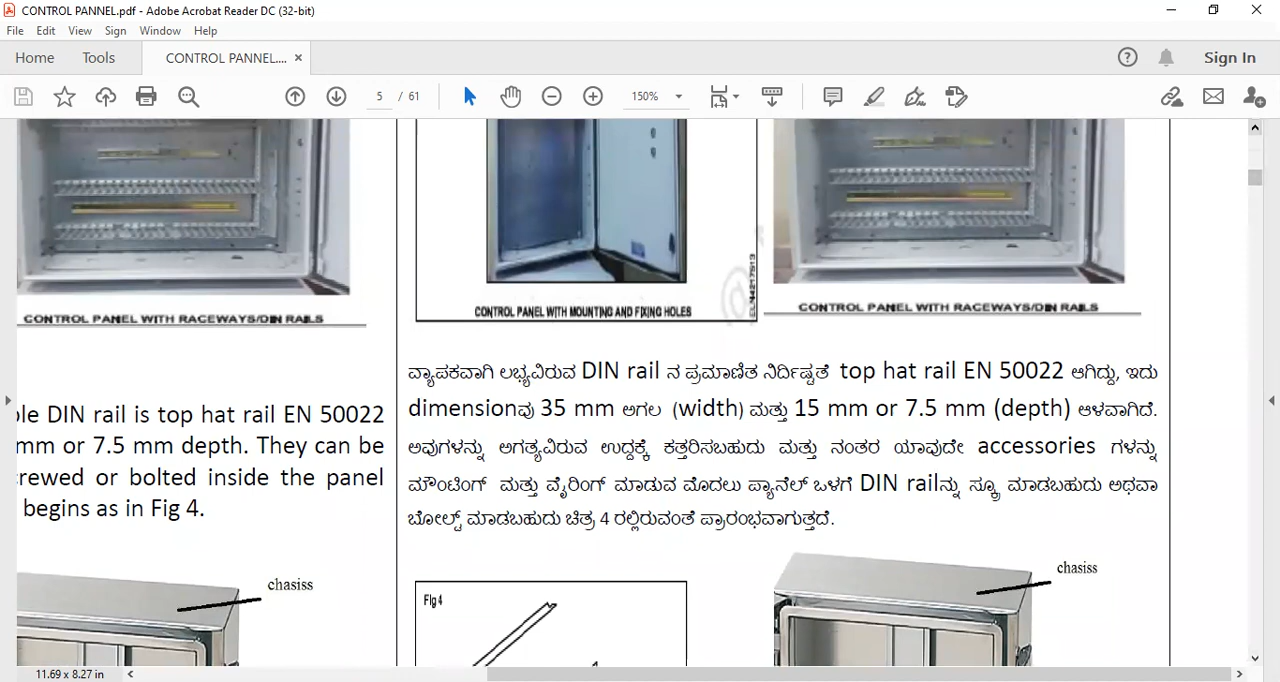 CONTROL PANNEL.pdf - Adobe Acrobat Reader DC (32-bit)
File Edit View Sign Window Help
Home Tools CONTROL PANNEL.... × Sign In
5 / 61 150%
CONTROL PANEL WITH RACEWAYS/DIN RAILS
ble DIN rail is top hat rail EN 50022
mm or 7.5 mm depth. They can be
crewed or bolted inside the panel
begins as in Fig 4.
chasiss
CONTROL PANEL WITH MOUNTING AND FIXING HOLES
ELN4217513
CONTROL PANEL WITH RACEWAYS/DIN RAILS
ವ್ಯಾಪಕವಾಗಿ ಲಭ್ಯವಿರುವ DIN rail ನ ಪ್ರಮಾಣಿತ ನಿರ್ದಿಷ್ಟತೆ top hat rail EN 50022 ಆಗಿದ್ದು, ಇದು
dimensionವು 35 mm ಅಗಲ (width) ಮತ್ತು 15 mm or 7.5 mm (depth) ಆಳವಾಗಿದೆ.
ಅವುಗಳನ್ನು ಅಗತ್ಯವಿರುವ ಉದ್ದಕ್ಕೆ ಕತ್ತರಿಸಬಹುದು ಮತ್ತು ನಂತರ ಯಾವುದೇ accessories ಗಳನ್ನು
ಮೌಂಟಿಂಗ್ ಮತ್ತು ವೈರಿಂಗ್ ಮಾಡುವ ಮೊದಲು ಪ್ಯಾನೆಲ್ ಒಳಗೆ DIN railನ್ನು ಸ್ಕ್ರೂ ಮಾಡಬಹುದು ಅಥವಾ
ಬೋಲ್ಟ್ ಮಾಡಬಹುದು ಚಿತ್ರ 4 ರಲ್ಲಿರುವಂತೆ ಪ್ರಾರಂಭವಾಗುತ್ತದೆ.
Fig 4
chasiss
11.69 x 8.27 in